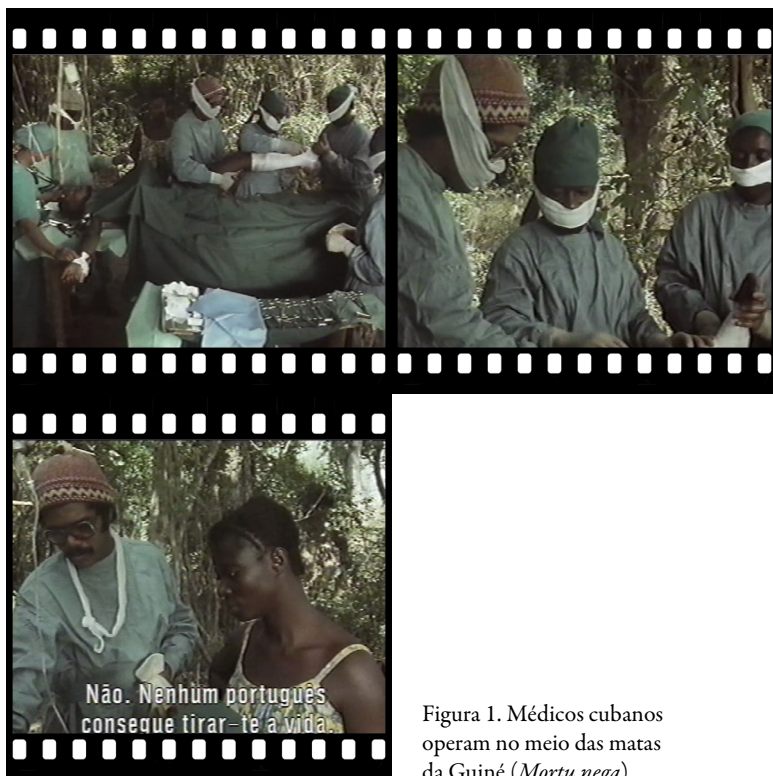 Não. Nenhum português
consegue tirar-te a vida.
Figura 1. Médicos cubanos
operam no meio das matas
da Guiné (Mortu nega)